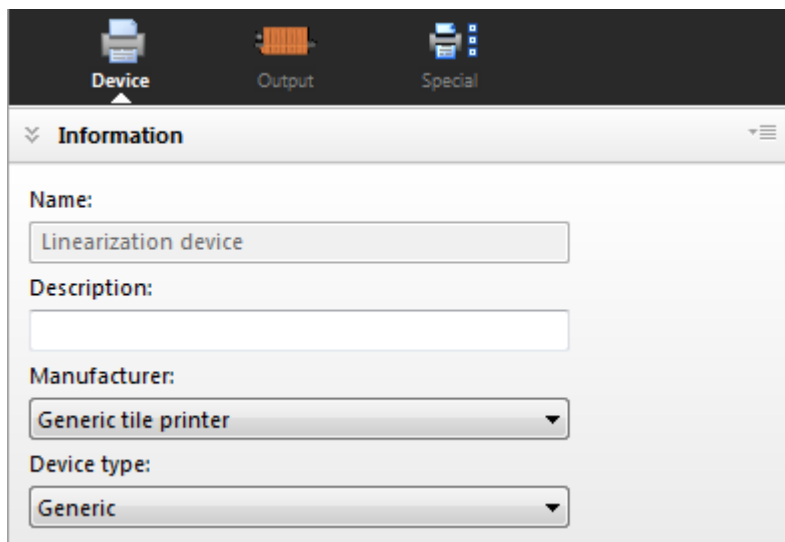 Device Output Special
Information
Name:
Linearization device
Description:
Manufacturer:
Generic tile printer
Device type:
Generic